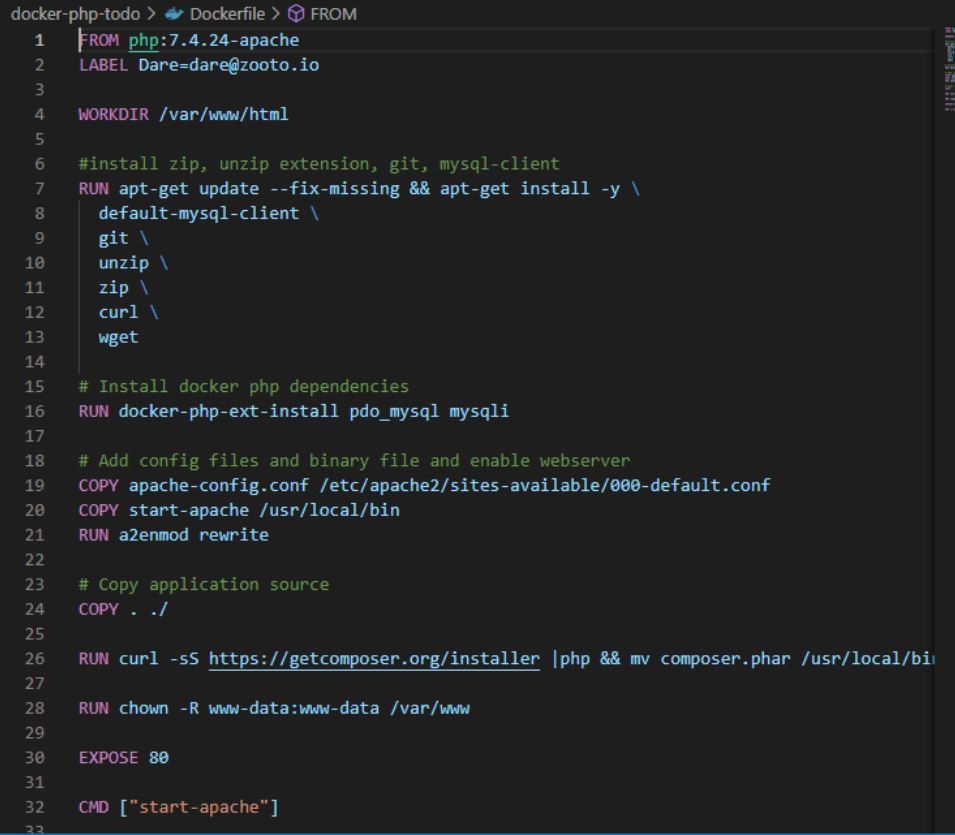 docker-php-todo > Dockerfile > FROM
1 FROM php:7.4.24-apache
2 LABEL Dare=dare@zooto.io
3
4 WORKDIR /var/www/html
5
6 #install zip, unzip extension, git, mysql-client
7 RUN apt-get update --fix-missing && apt-get install -y \
8 default-mysql-client \
9 git \
10 unzip \
11 zip \
12 curl \
13 wget
14
15 # Install docker php dependencies
16 RUN docker-php-ext-install pdo_mysql mysqli
17
18 # Add config files and binary file and enable webserver
19 COPY apache-config.conf /etc/apache2/sites-available/000-default.conf
20 COPY start-apache /usr/local/bin
21 RUN a2enmod rewrite
22
23 # Copy application source
24 COPY . ../
25
26 RUN curl -sS https://getcomposer.org/installer |php && mv composer.phar /usr/local/bin
27
28 RUN chown -R www-data:www-data /var/www
29
30 EXPOSE 80
31
32 CMD ["start-apache"]
33